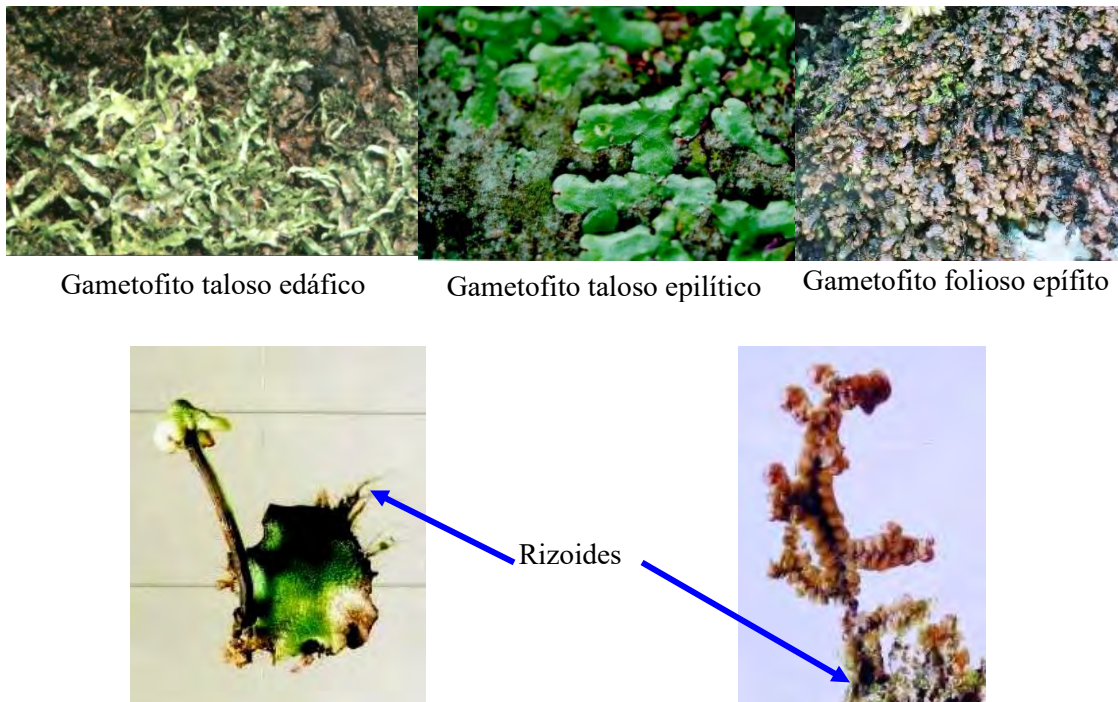 Gametofito taloso edáfico
Gametofito taloso epilítico
Gametofito folioso epífito
Rizoides